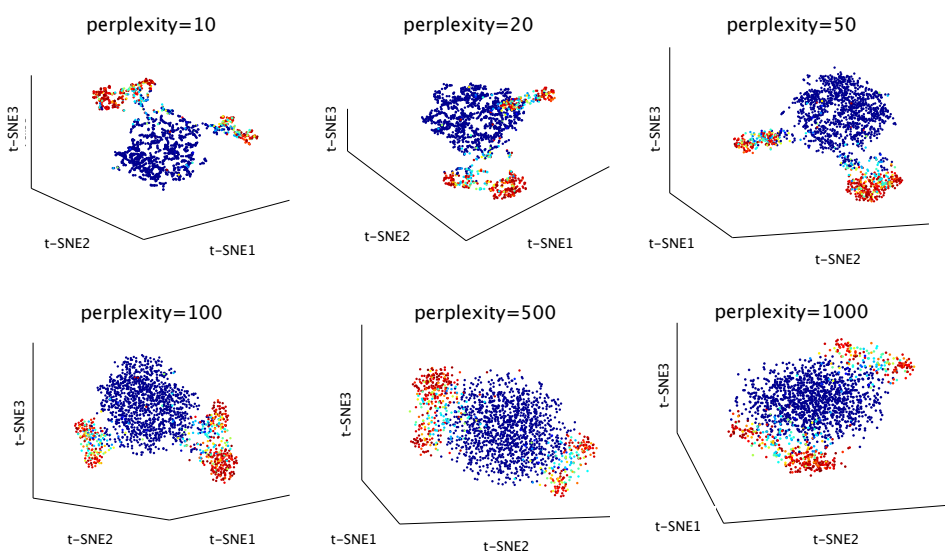 perplexity=10
perplexity=20
perplexity=50
t-SNE3
t-SNE2
t-SNE1
t-SNE3
t-SNE2
t-SNE1
t-SNE3
t-SNE1
t-SNE2
perplexity=100
perplexity=500
perplexity=1000
t-SNE3
t-SNE2
t-SNE1
t-SNE3
t-SNE1
t-SNE2
t-SNE3
t-SNE1
t-SNE2